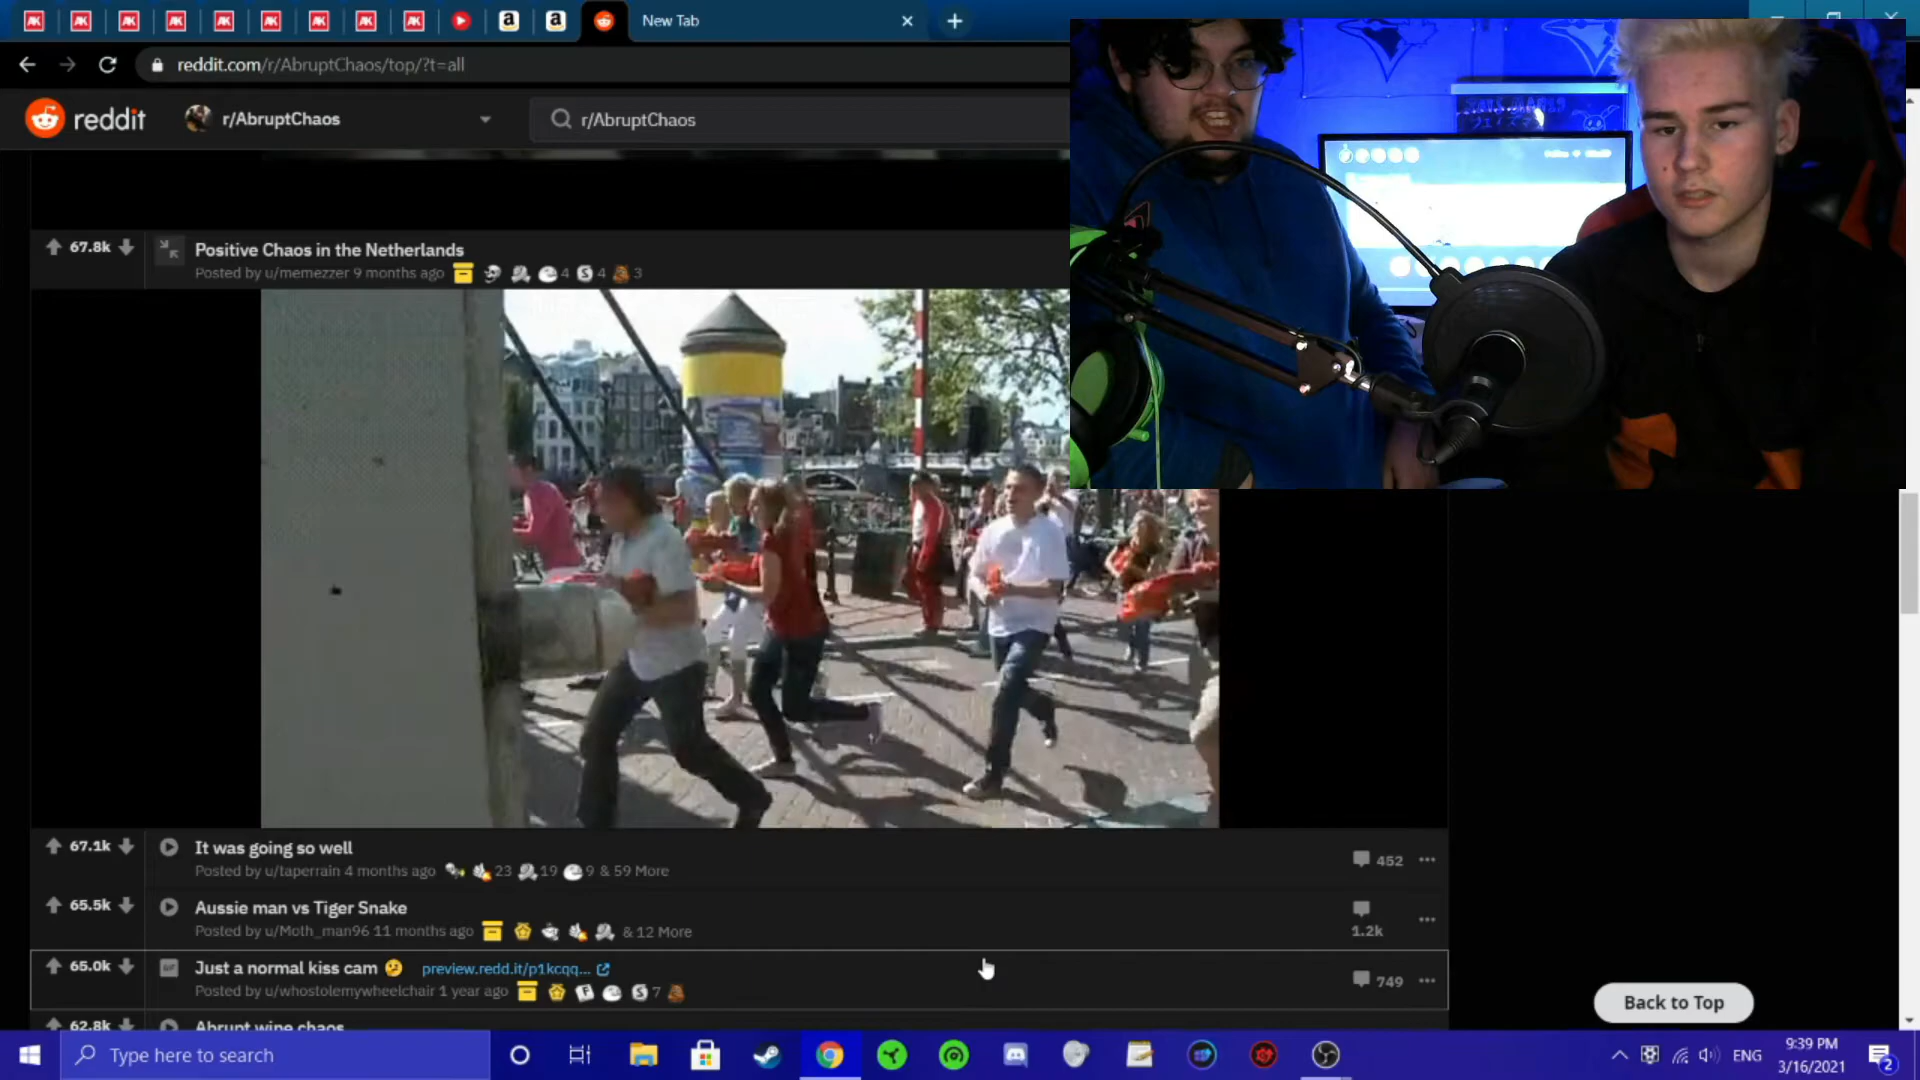 New Tab
reddit.com/r/AbruptChaos/top/?t=all
reddit
r/AbruptChaos
r/AbruptChaos
67.8k
Positive Chaos in the Netherlands
Posted by u/memezzer 9 months ago
4
4
3
67.1k
It was going so well
Posted by u/taperrain 4 months ago
23
19
9 & 59 More
452
65.5k
Aussie man vs Tiger Snake
Posted by u/Moth_man96 11 months ago
& 12 More
1.2k
65.0k
Just a normal kiss cam
preview.redd.it/p1kcqq...
Posted by u/whostolemywheelchair 1 year ago
7
749
62.8k
Abrupt wine chaos
Back to Top
Type here to search
ENG
9:39 PM
3/16/2021
2